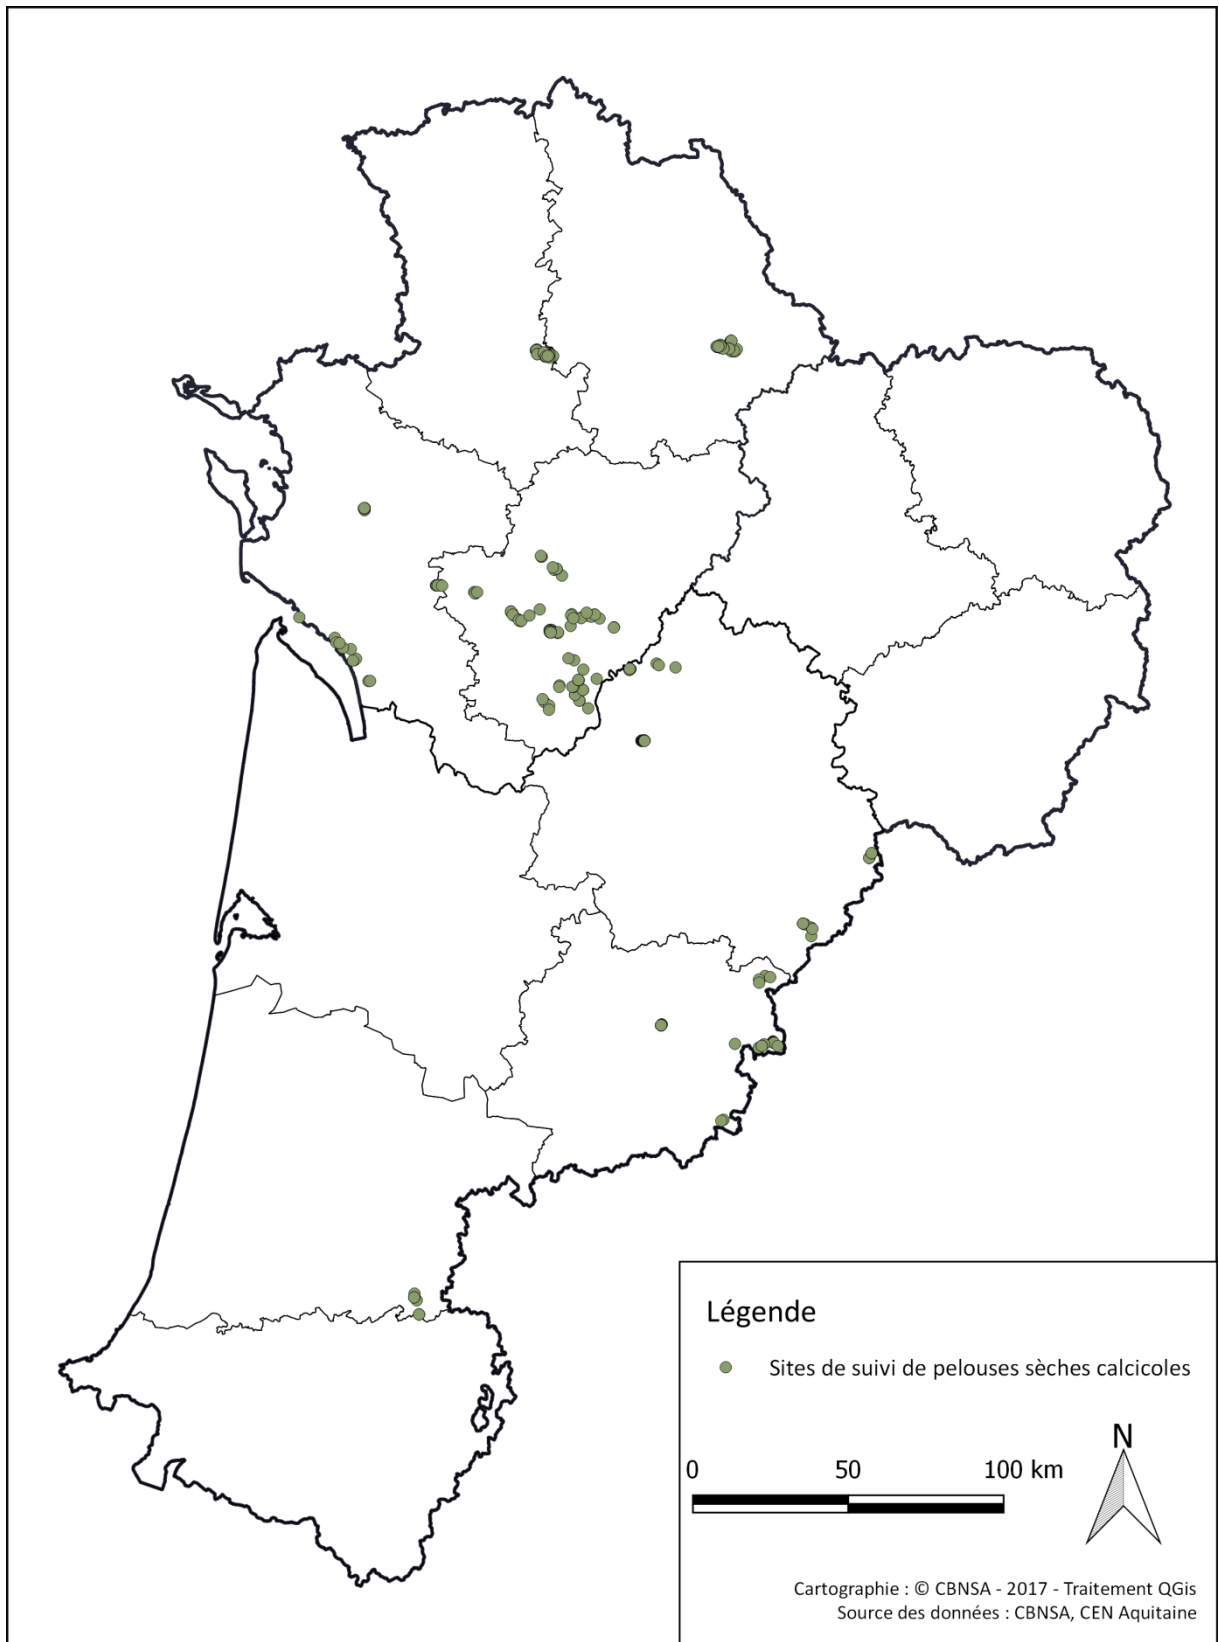 Légende
Sites de suivi de pelouses sèches calcicoles
N
0 50 100 km
Cartographie : © CBNSA - 2017 - Traitement QGis
Source des données : CBNSA, CEN Aquitaine